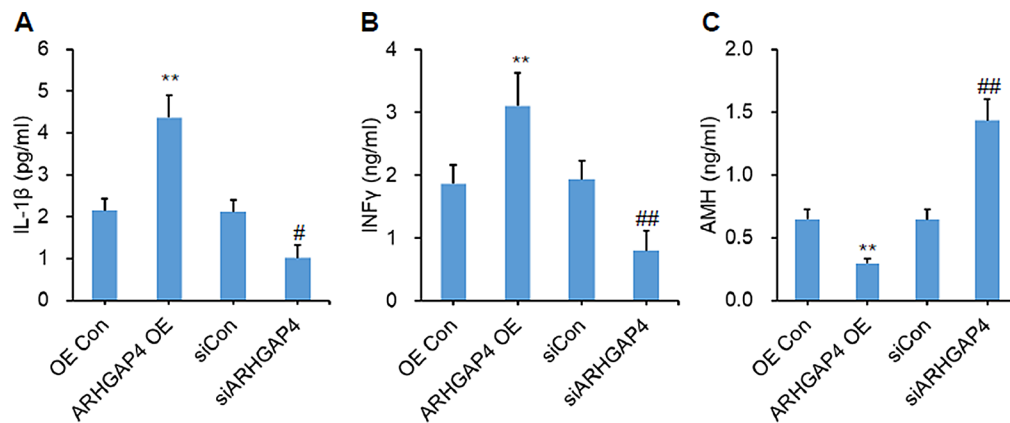 A
IL-1β (pg/ml)
6
5
4
3
2
1
0
**
#
OE Con
ARHGAP4 OE
siCon
siARHGAP4
B
INFγ (ng/ml)
4
3
2
1
0
**
##
OE Con
ARHGAP4 OE
siCon
siARHGAP4
C
AMH (ng/ml)
2.0
1.5
1.0
0.5
0.0
**
##
OE Con
ARHGAP4 OE
siCon
siARHGAP4